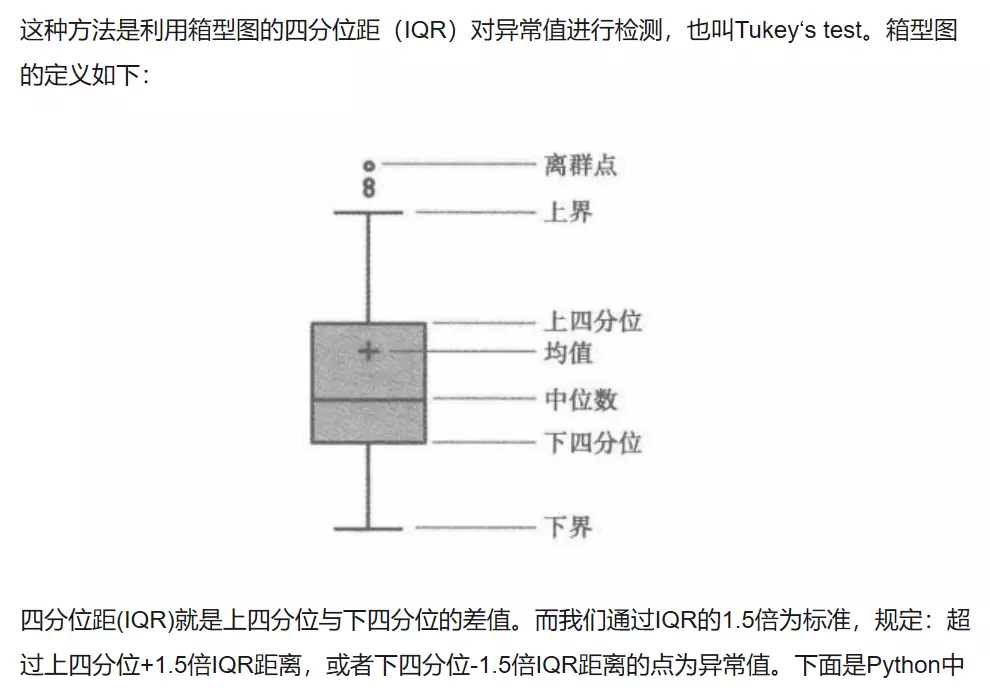 这种方法是利用箱型图的四分位距（IQR）对异常值进行检测，也叫Tukey‘s test。箱型图
的定义如下：
离群点
上界
上四分位
均值
中位数
下四分位
下界
四分位距(IQR)就是上四分位与下四分位的差值。而我们通过IQR的1.5倍为标准，规定：超
过上四分位+1.5倍IQR距离，或者下四分位-1.5倍IQR距离的点为异常值。下面是Python中